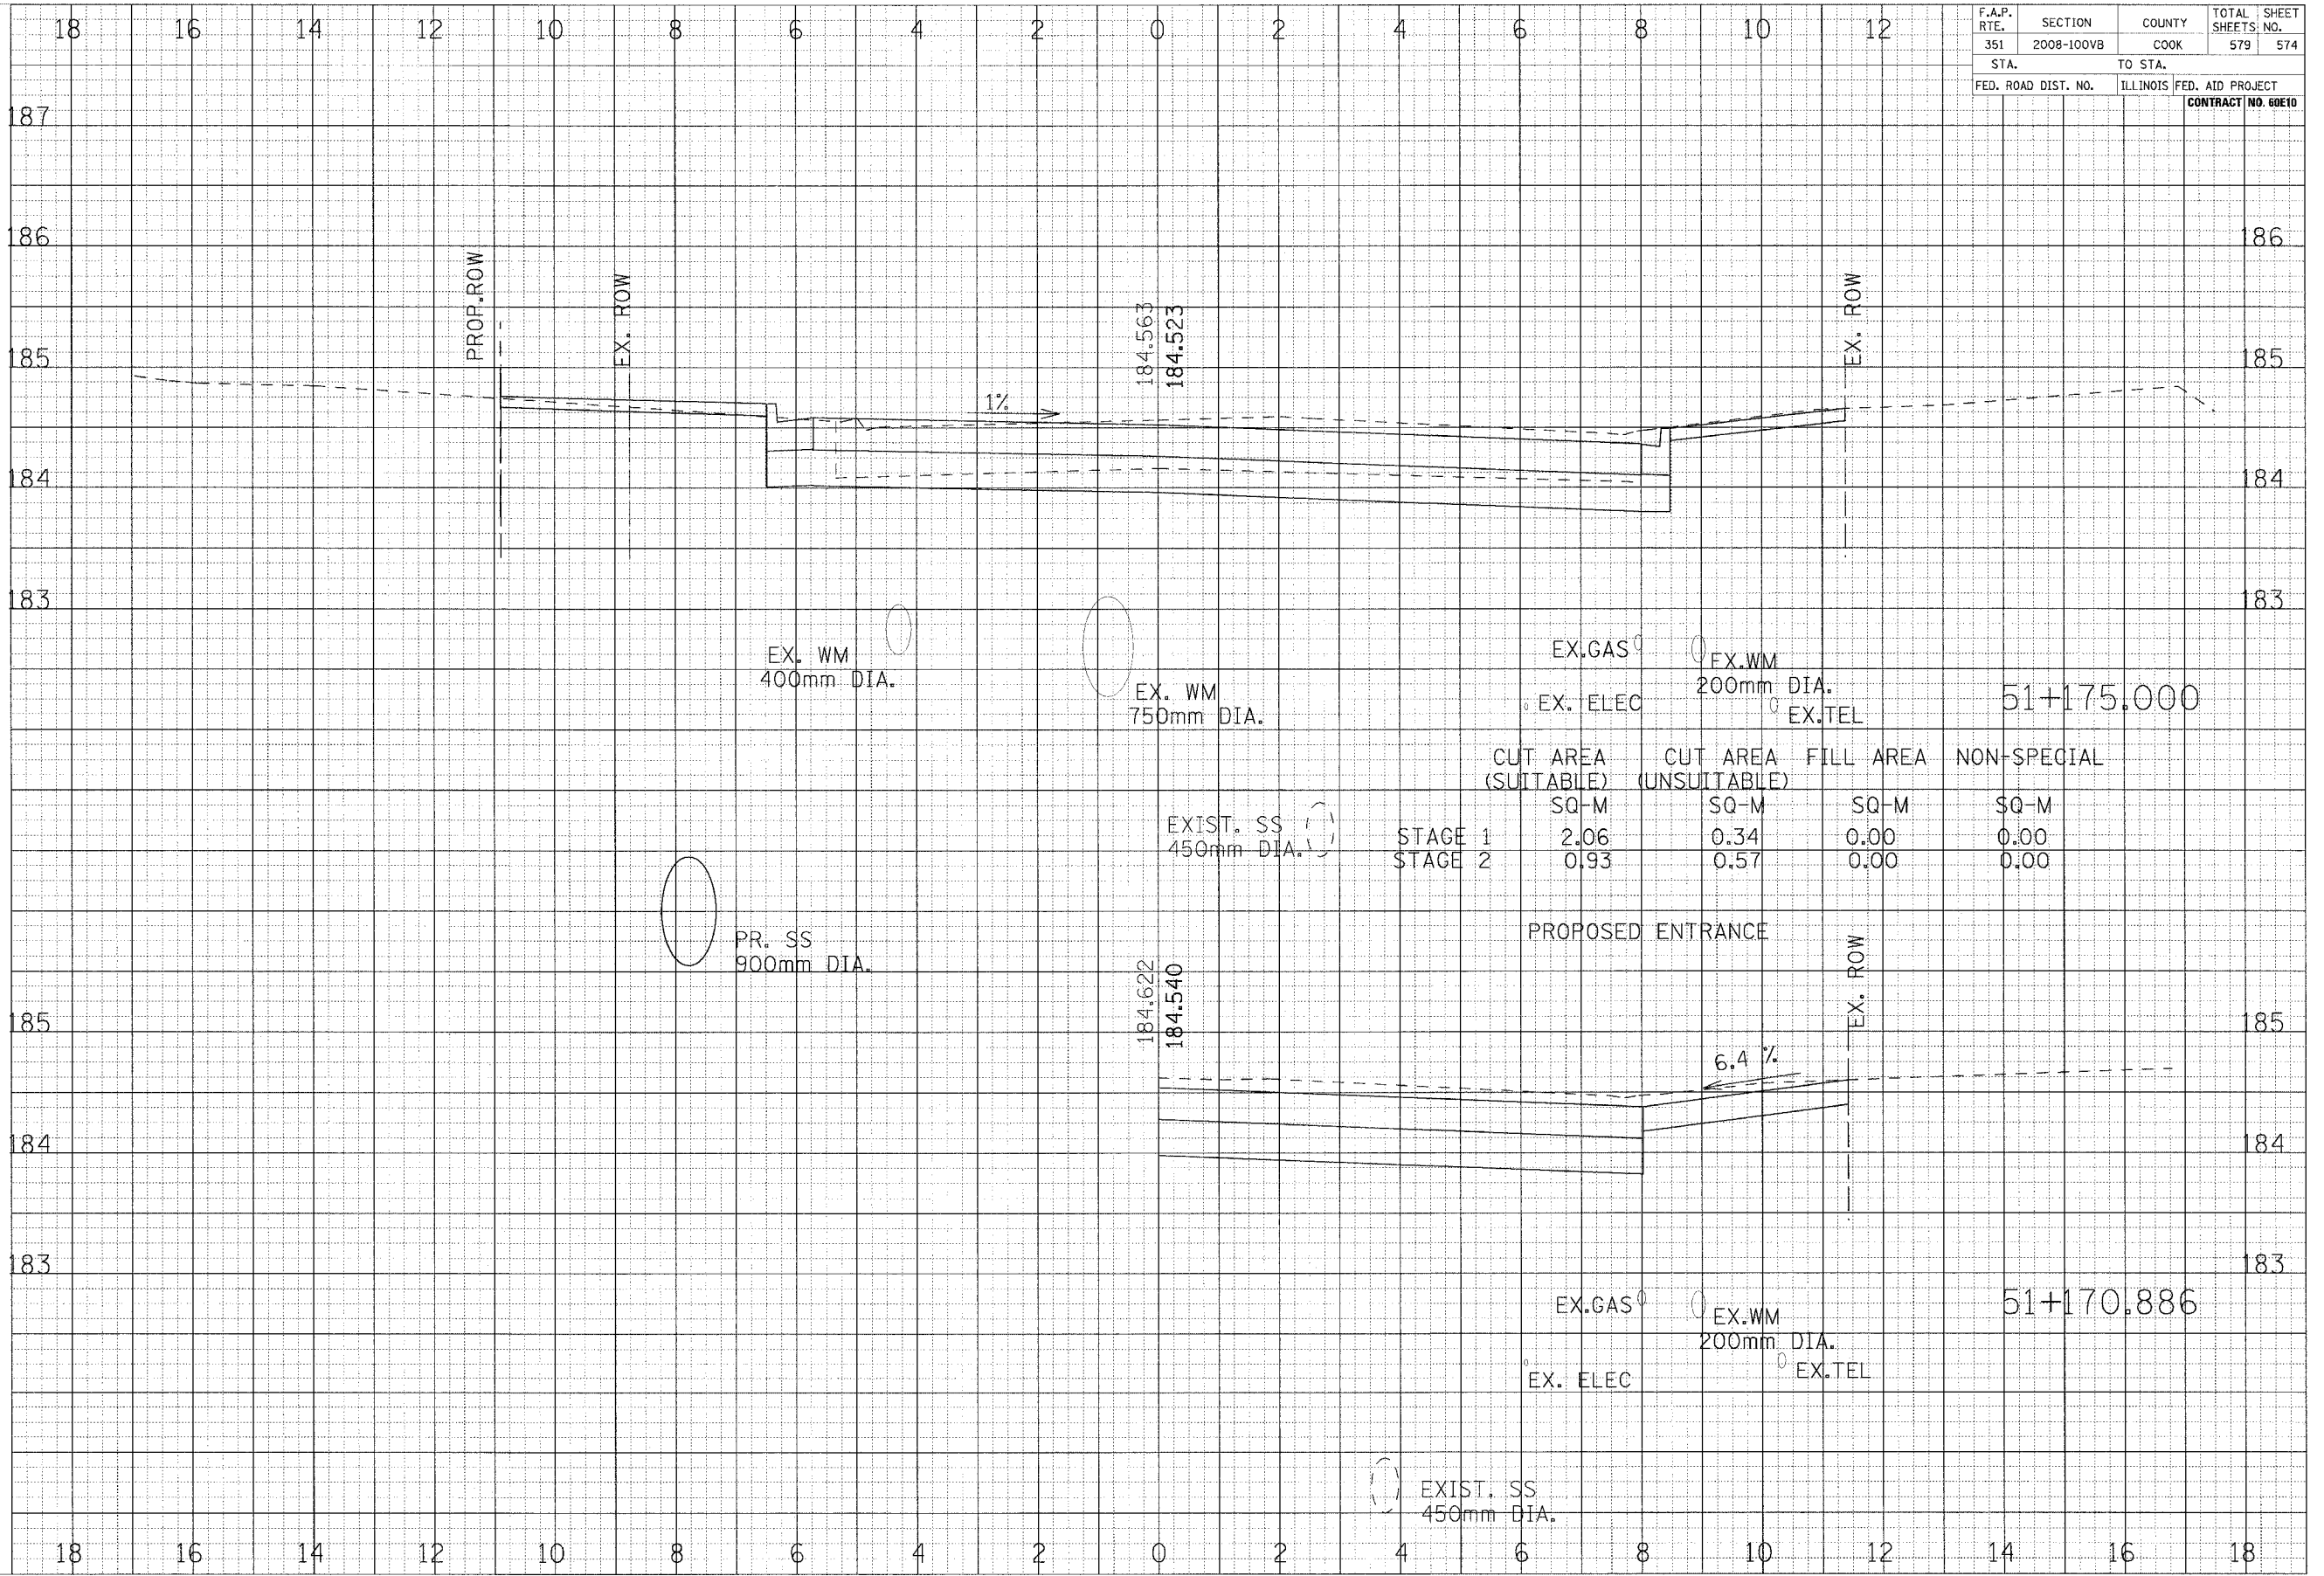 18 16 14 12 10 8 6 4 2 0 2 4 6 8 10 12
F.A.P. RTE. SECTION COUNTY TOTAL SHEETS SHEET NO.
351 2008-100VB COOK 579 574
STA. TO STA.
FED. ROAD DIST. NO. ILLINOIS FED. AID PROJECT
CONTRACT NO. 60E10
187
186 186
PROP.ROW
EX. ROW
184.563
184.523
EX. ROW
185 185
1%
184 184
183 183
EX. WM
400mm DIA.
EX. WM
750mm DIA.
EX.GAS
EX.WM
200mm DIA.
EX. ELEC
EX.TEL
51+175.000
CUT AREA CUT AREA FILL AREA NON-SPECIAL
(SUITABLE) (UNSUITABLE)
SQ-M SQ-M SQ-M SQ-M
STAGE 1 2.06 0.34 0.00 0.00
STAGE 2 0.93 0.57 0.00 0.00
EXIST. SS
450mm DIA.
PR. SS
900mm DIA.
PROPOSED ENTRANCE
184.622
184.540
EX. ROW
185 185
6.4 %
184 184
183 183
EX.GAS
EX.WM
200mm DIA.
EX. ELEC
EX.TEL
51+170.886
EXIST. SS
450mm DIA.
18 16 14 12 10 8 6 4 2 0 2 4 6 8 10 12 14 16 18